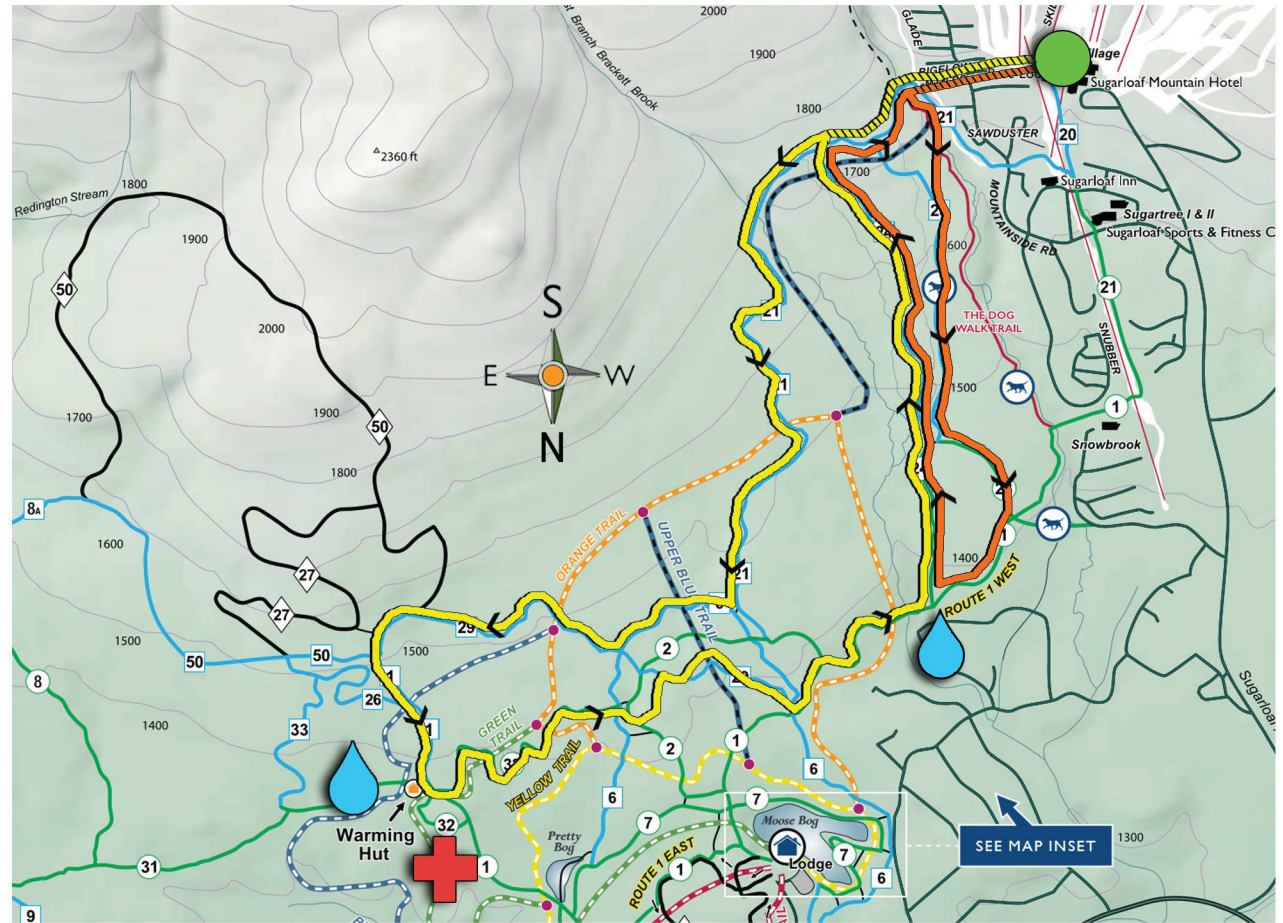 2000
1900
1800
GLADE
Branch Brackett Brook
Sugarloaf Mountain Hotel
2360 ft
21
SAWDUSTER
20
1700
Redington Stream
1800
Sugarloaf Inn
1900
MOUNTAINSIDE RD
Sugartree I & II
Sugarloaf Sports & Fitness C
600
50
2000
21
21
S
E
W
N
THE DOG
WALK TRAIL
SNUBBER
1700
1900
50
1500
1
Snowbrook
1800
8A
1600
ORANGE TRAIL
UPPER BLUE TRAIL
1
27
27
1400
21
ROUTE 1 WEST
1500
29
1500
2
50
50
8
26
33
1400
GREEN
TRAIL
YELLOW TRAIL
2
1
6
6
7
7
Warming
Hut
32
31
1
Pretty
Bog
ROUTE 1 EAST
1
Moose Bog
Lodge
7
6
SEE MAP INSET
1300
Sugarloaf
9